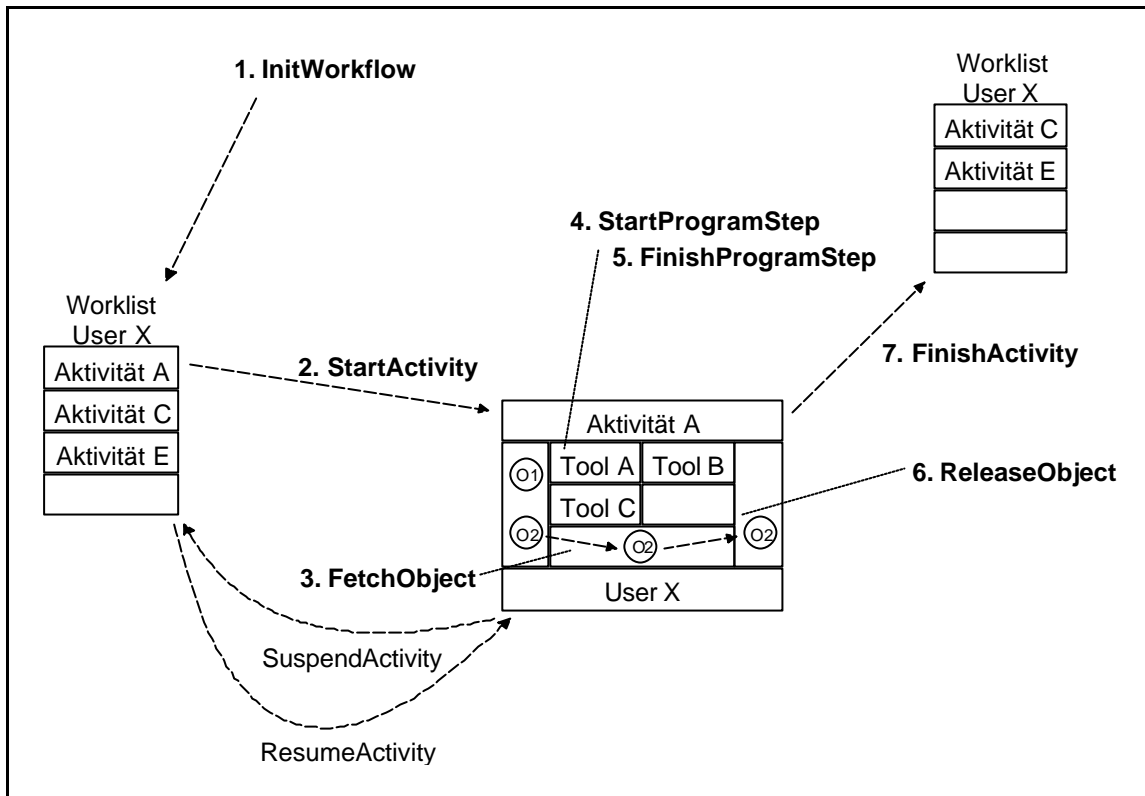 1. InitWorkflow
Worklist
User X
Aktivität C
Aktivität E
4. StartProgramStep
5. FinishProgramStep
Worklist
User X
Aktivität A
Aktivität C
Aktivität E
2. StartActivity
7. FinishActivity
Aktivität A
O1
Tool A
Tool B
6. ReleaseObject
Tool C
O2
O2
O2
3. FetchObject
User X
SuspendActivity
ResumeActivity